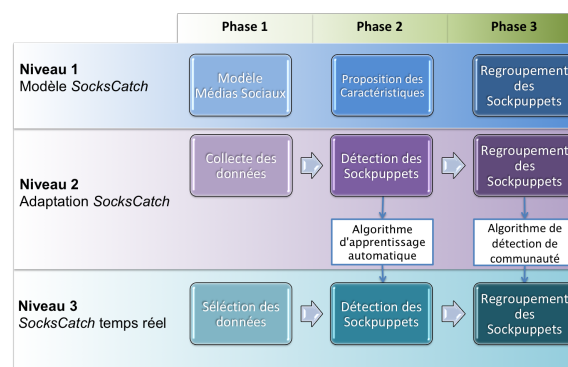 Phase 1
Phase 2
Phase 3
Niveau 1
Modèle SocksCatch
Modèle
Médias Sociaux
Proposition des
Caractéristiques
Regroupement
des
Sockpuppets
Niveau 2
Adaptation SocksCatch
Collecte des
données
Détection des
Sockpuppets
Regroupement
des
Sockpuppets
Algorithme
d'apprentissage
automatique
Algorithme de
détection de
communauté
Niveau 3
SocksCatch temps réel
Séléction des
données
Détection des
Sockpuppets
Regroupement
des
Sockpuppets